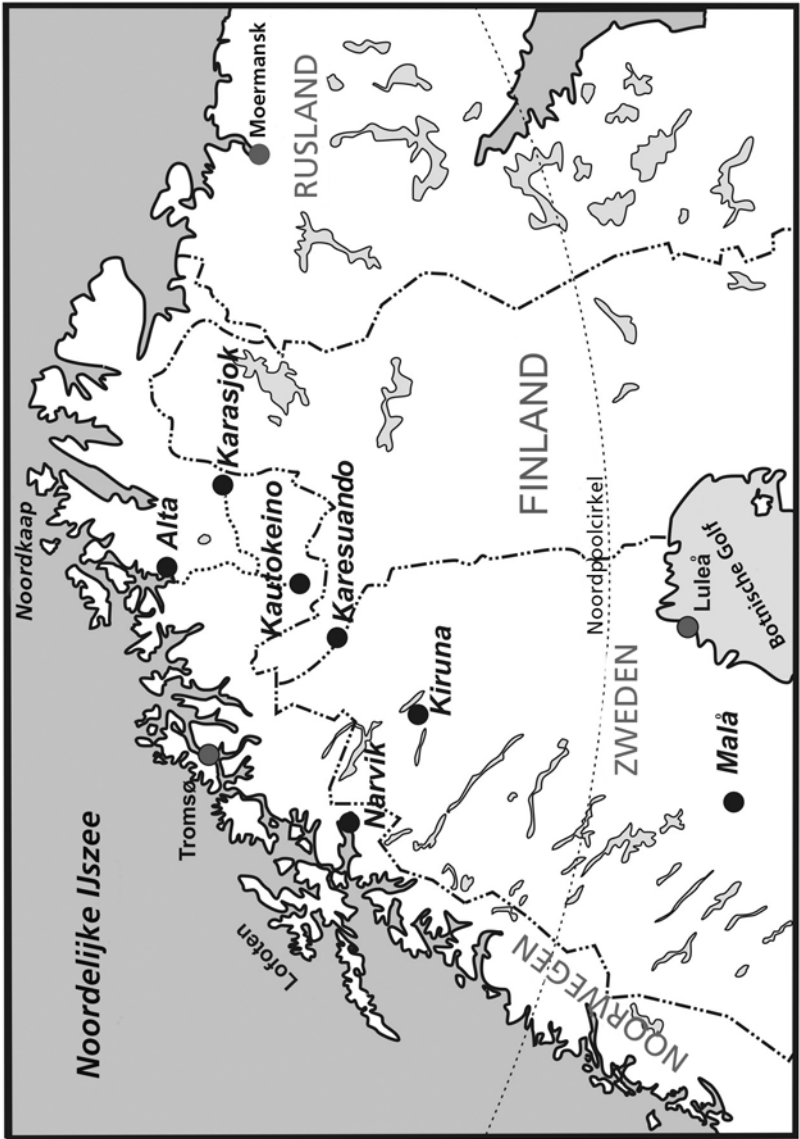 Noordelijke IJszee
Noordkaap
Moermansk
RUSLAND
Alta
Karasjok
Tromsø
Kautokeino
Karesuando
Lofoten
Narvik
Kiruna
FINLAND
Noordpoolcirkel
NOORWEGEN
ZWEDEN
Luleå
Botnische Golf
Malå